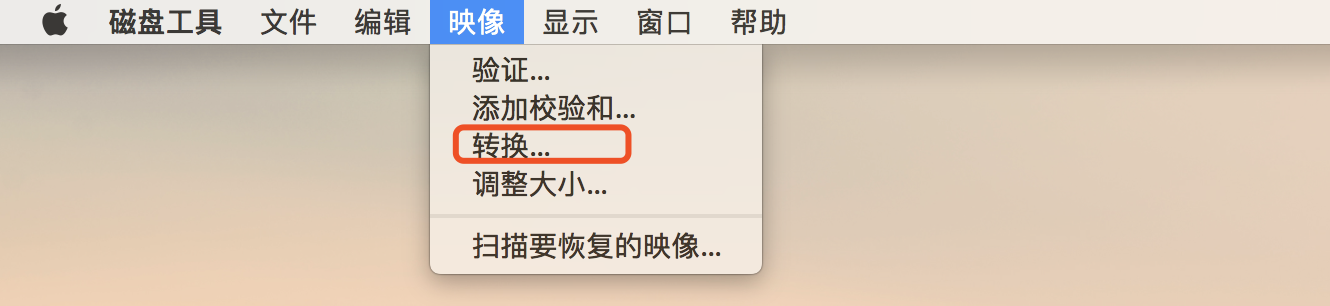 磁盘工具 文件 编辑 映像 显示 窗口 帮助
验证...
添加校验和...
转换...
调整大小...
扫描要恢复的映像...